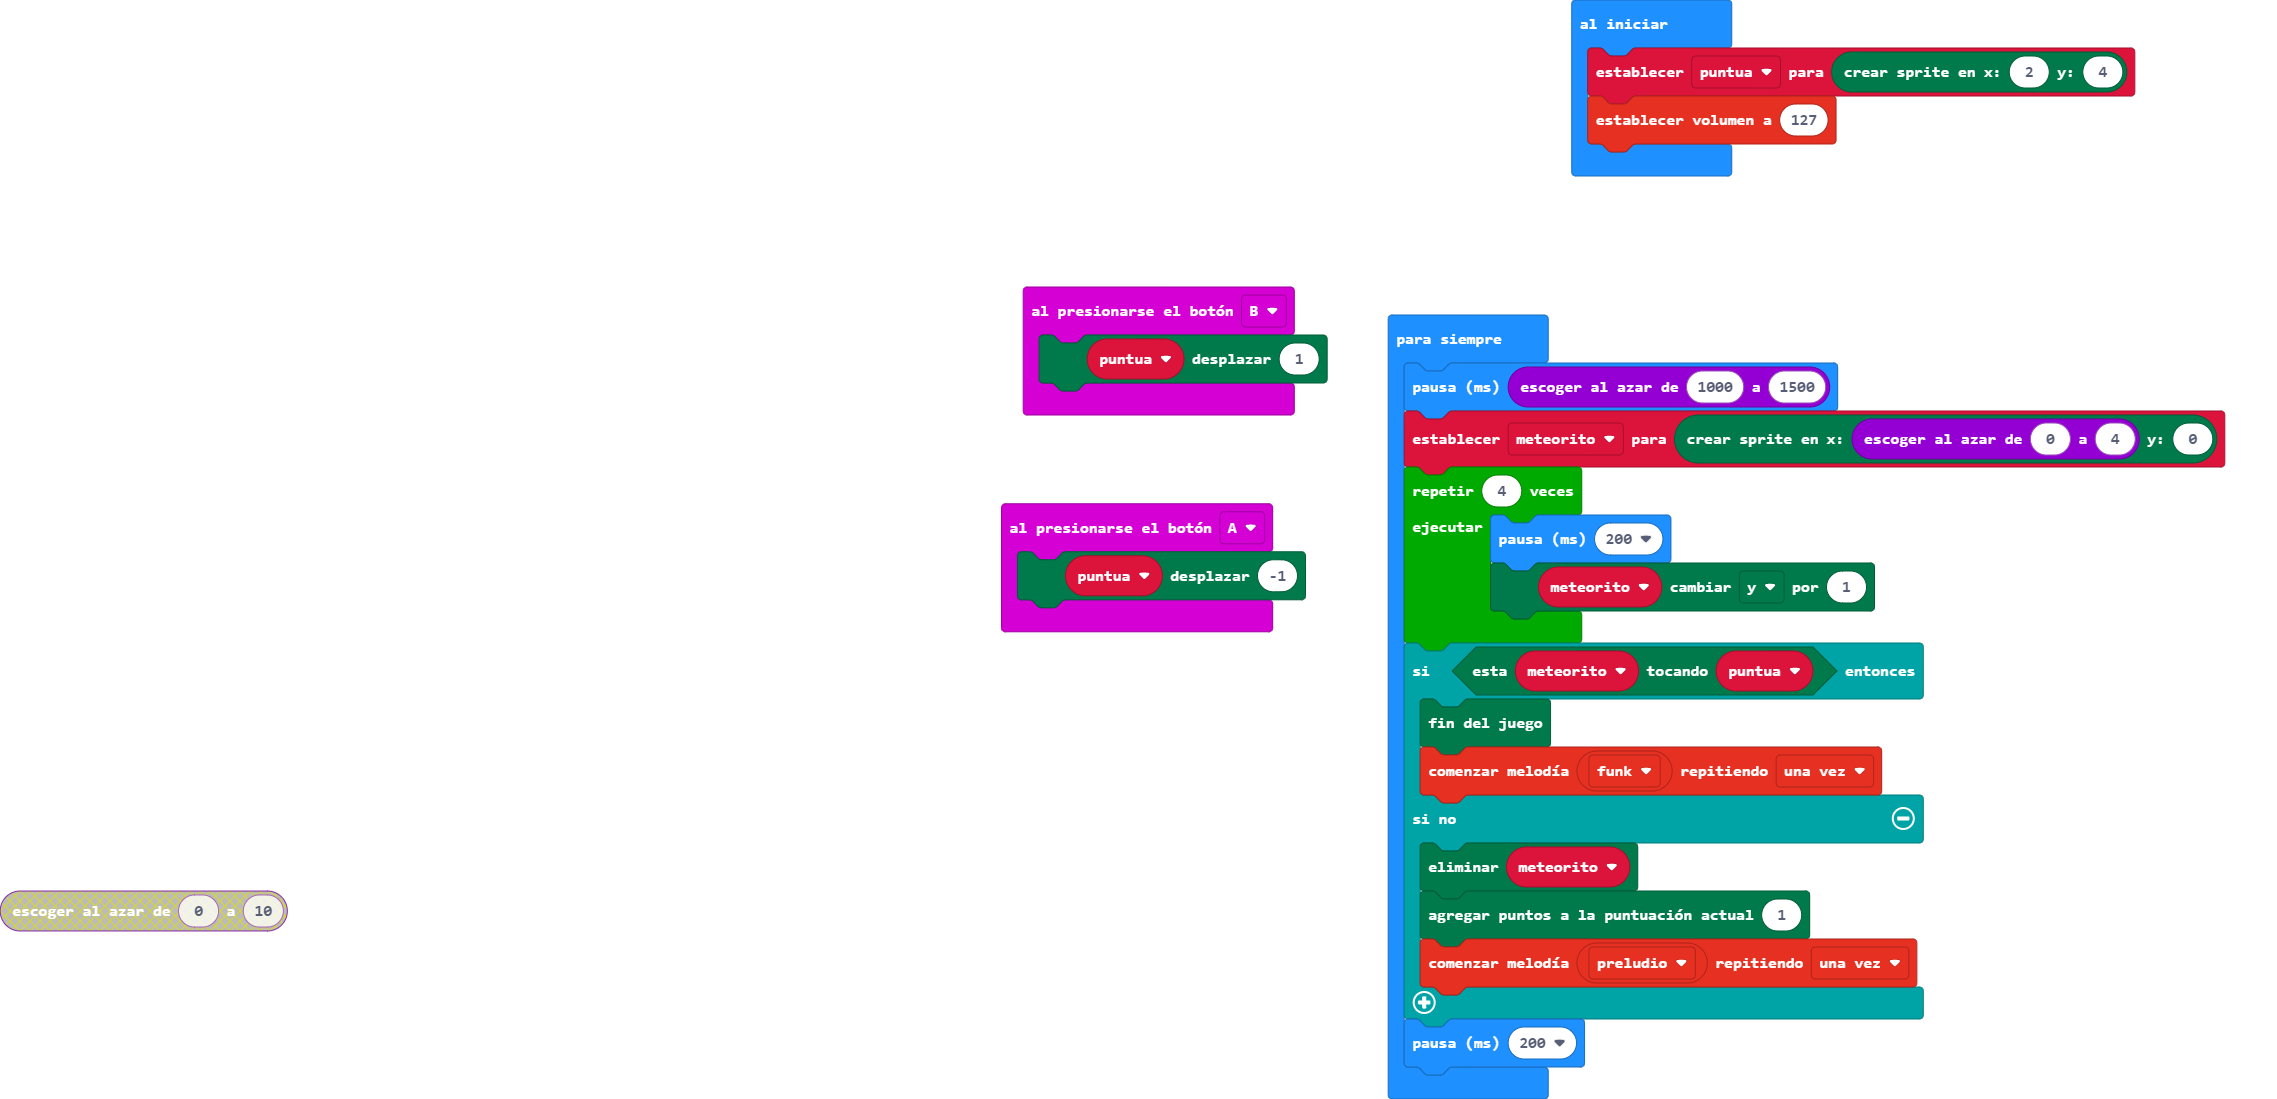 al iniciar
establecer puntua para crear sprite en x: 2 y: 4
establecer volumen a 127
al presionarse el botón B
puntua desplazar 1
al presionarse el botón A
puntua desplazar -1
para siempre
pausa (ms) escoger al azar de 1000 a 1500
establecer meteorito para crear sprite en x: escoger al azar de 0 a 4 y: 0
repetir 4 veces
ejecutar pausa (ms) 200
meteorito cambiar y por 1
si esta meteorito tocando puntua entonces
fin del juego
comenzar melodía funk repitiendo una vez
si no
eliminar meteorito
agregar puntos a la puntuación actual 1
comenzar melodía preludio repitiendo una vez
pausa (ms) 200
escoger al azar de 0 a 10